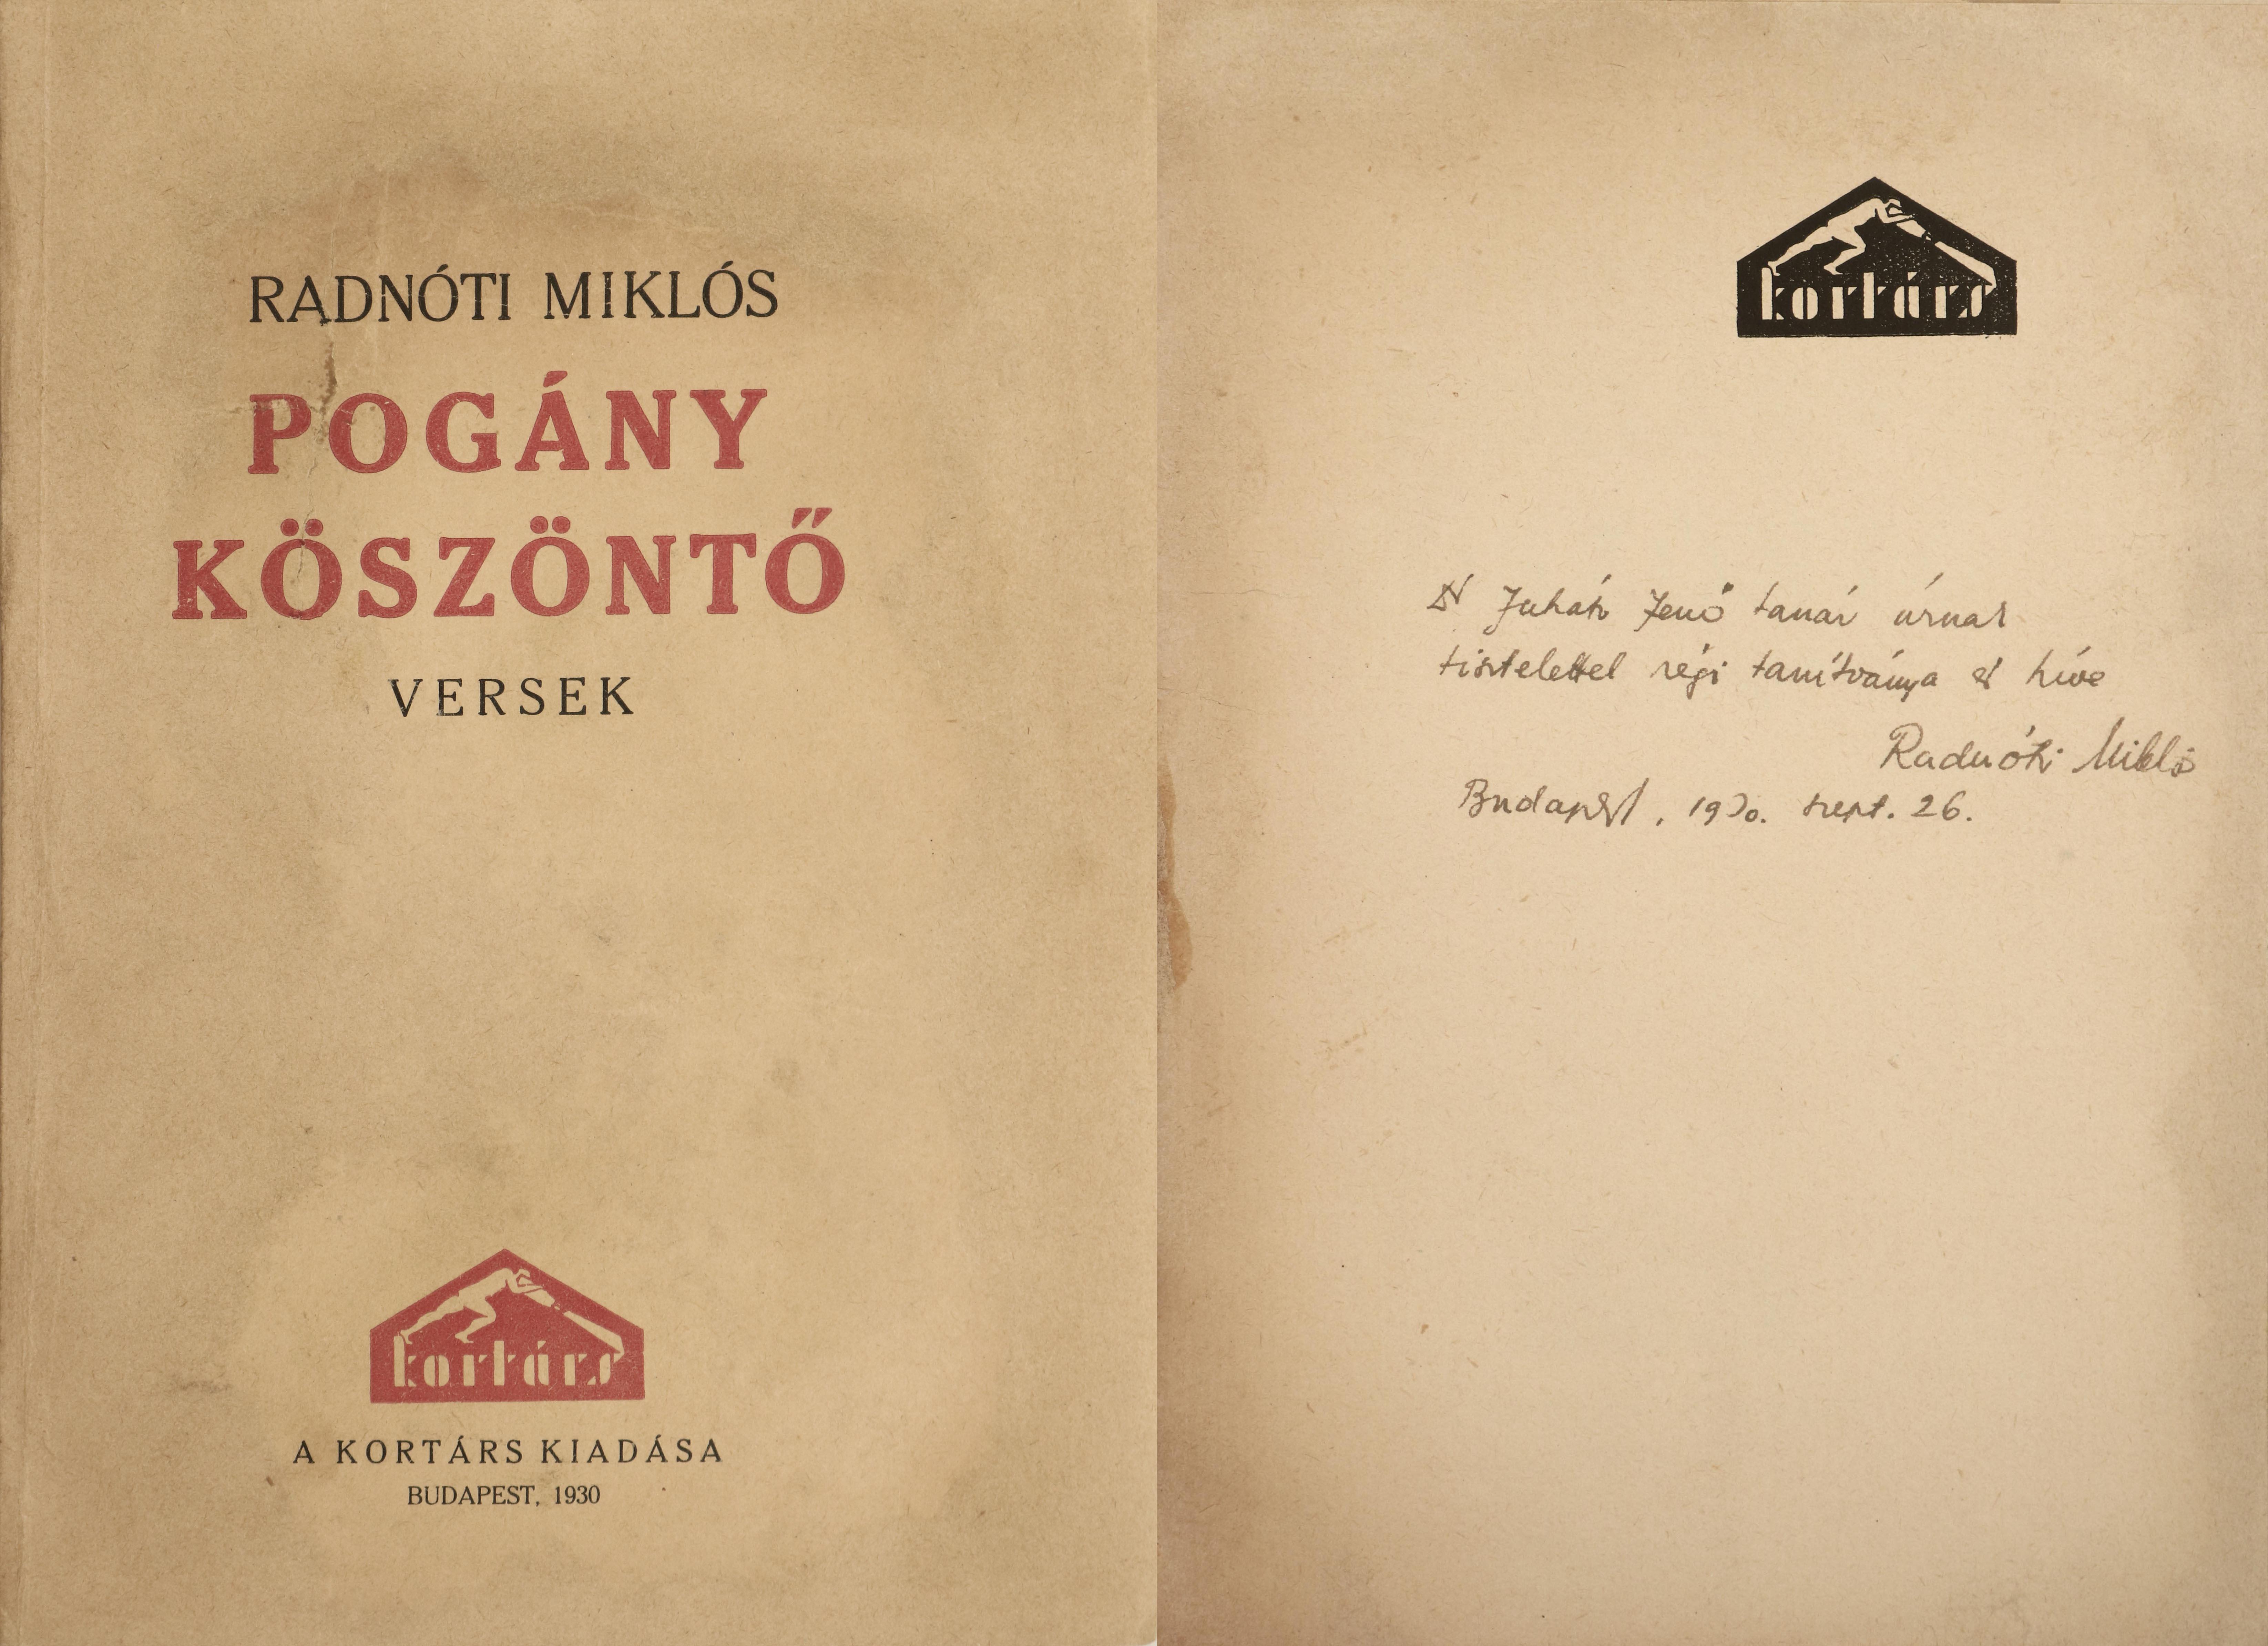 RADNÓTI MIKLÓS
POGÁNY
KÖSZÖNTŐ
VERSEK
kortárs
A KORTÁRS KIADÁSA
BUDAPEST, 1930
kortárs
Dr Juhász Jenő tanár úrnak
tisztelettel régi tanítványa és híve
Radnóti Miklós
Budapest, 1930. szept. 26.